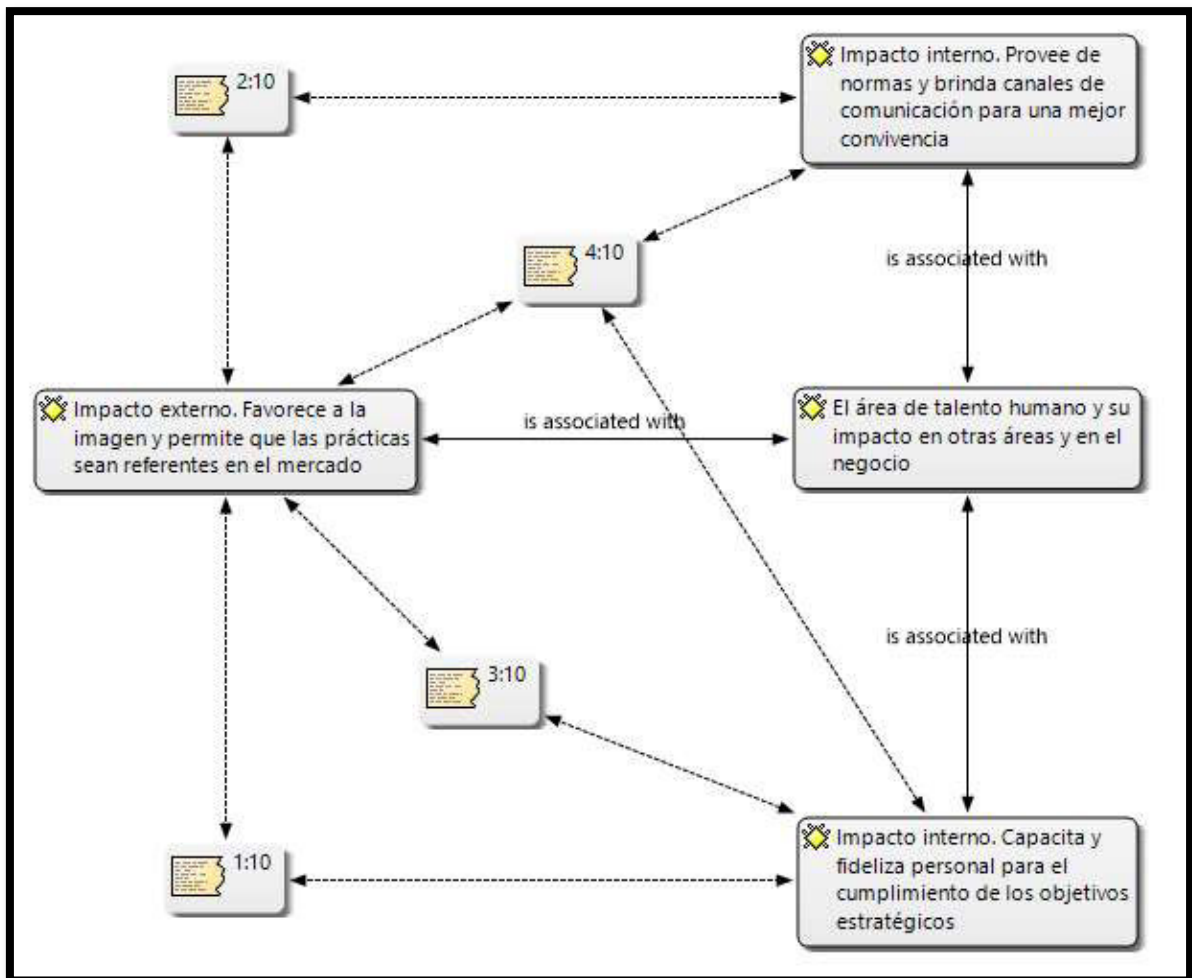 2:10
Impacto interno. Provee de
normas y brinda canales de
comunicación para una mejor
convivencia
4:10
is associated with
Impacto externo. Favorece a la
imagen y permite que las prácticas
sean referentes en el mercado
is associated with
El área de talento humano y su
impacto en otras áreas y en el
negocio
is associated with
3:10
1:10
Impacto interno. Capacita y
fideliza personal para el
cumplimiento de los objetivos
estratégicos